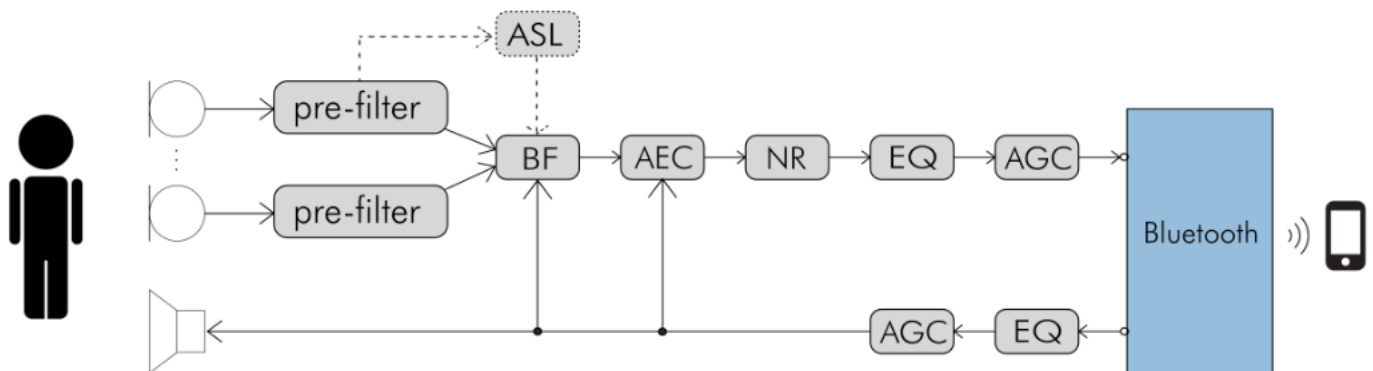 ASL
pre-filter
BF
AEC
NR
EQ
AGC
pre-filter
Bluetooth
AGC
EQ